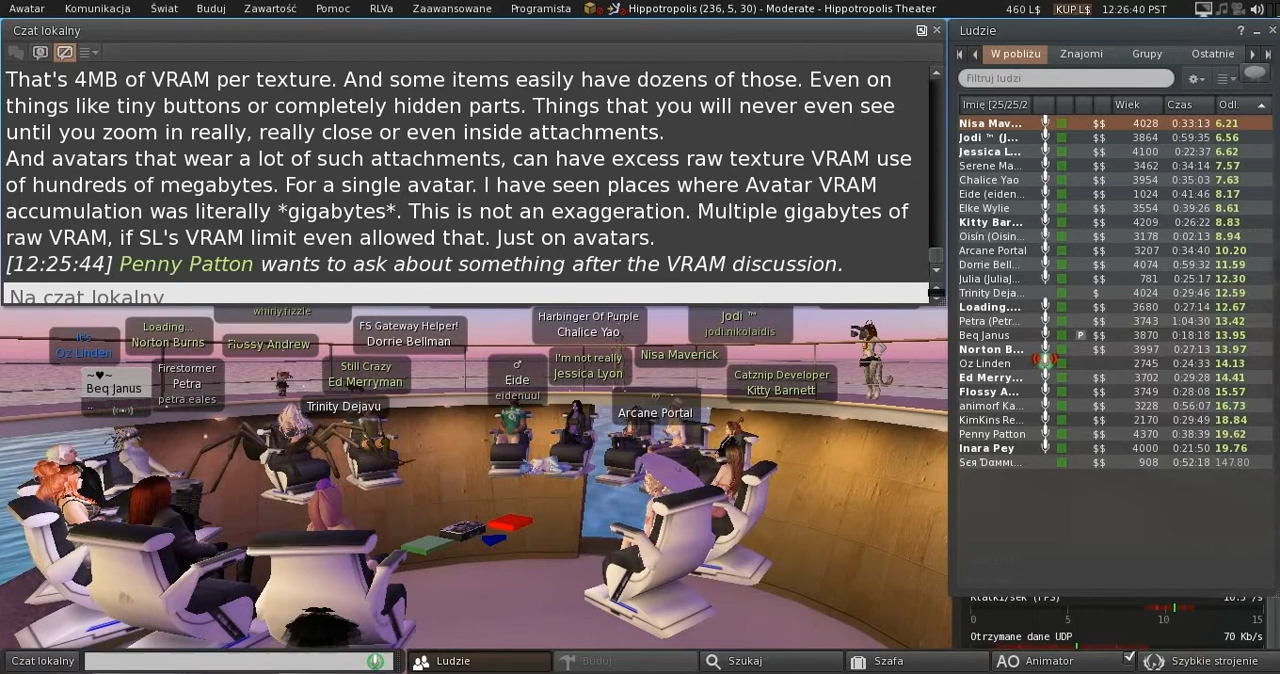 Awatar Komunikacja Świat Buduj Zawartość Pomoc RLVa Zaawansowane Programista Hippotropolis (236, 5, 30) - Moderate - Hippotropolis Theater 460 L$ KUP L$ 12:26:40 PST
Czat lokalny
That's 4MB of VRAM per texture. And some items easily have dozens of those. Even on
things like tiny buttons or completely hidden parts. Things that you will never even see
until you zoom in really, really close or even inside attachments.
And avatars that wear a lot of such attachments, can have excess raw texture VRAM use
of hundreds of megabytes. For a single avatar. I have seen places where Avatar VRAM
accumulation was literally *gigabytes*. This is not an exaggeration. Multiple gigabytes of
raw VRAM, if SL's VRAM limit even allowed that. Just on avatars.
[12:25:44] Penny Patton wants to ask about something after the VRAM discussion.
Na czat lokalny
whirly.fizzle
It's
Oz Linden
Loading...
Norton Burns
Flossy Andrew
FS Gateway Helper!
Dorrie Bellman
Harbinger Of Purple
Chalice Yao
Jodi ™
jodi.nikolaidis
~♥~
Beq Janus
Firestormer
Petra
petra.eales
Still Crazy
Ed Merryman
♂
Eide
eidenuul
I'm not really
Jessica Lyon
Nisa Maverick
Catznip Developer
Kitty Barnett
Trinity Dejavu
Arcane Portal
Ludzie
W pobliżu Znajomi Grupy Ostatnie
Filtruj ludzi
Imię [25/25/2 Wiek Czas Odl.
Nisa Mav... $$ 4028 0:33:13 6.21
Jodi ™ (J... $$ 3864 0:59:35 6.56
Jessica L... $$ 4100 0:22:37 6.62
Serene Ma... $$ 3462 0:34:14 7.57
Chalice Yao $$ 3954 0:35:03 7.63
Eide (eiden... $$ 1024 0:41:46 8.17
Elke Wylie $$ 3554 0:39:26 8.61
Kitty Bar... $$ 4209 0:26:22 8.83
Oisín (Oisin... $$ 3178 0:02:13 8.94
Arcane Portal $$ 3207 0:34:40 10.20
Dorrie Bell... $$ 4074 0:59:32 11.59
Julia (JuliaJ... $$ 781 0:25:17 12.30
Trinity Deja... $ 4024 0:29:46 12.59
Loading.... $$ 3680 0:27:14 12.67
Petra (Petr... $$ 3743 1:04:30 13.42
Beq Janus P $$ 3870 0:18:18 13.95
Norton B... $$ 3997 0:27:13 13.97
Oz Linden 2745 0:24:33 14.13
Ed Merry... $$ 3702 0:29:28 14.41
Flossy A... $$ 3749 0:28:08 15.57
animorf Ka... $$ 3228 0:56:07 16.73
KimKins Re... $$ 2170 0:29:49 18.84
Penny Patton $$ 4370 0:38:39 19.62
Inara Pey $$ 4000 0:21:50 19.76
$$ 908 0:52:18 147.80
Klatki/sek (FPS) 10.5 /s
0 5 10 15
Otrzymane dane UDP 70 Kb/s
Czat lokalny Ludzie Buduj Szukaj Szafa AO Animator Szybkie strojenie